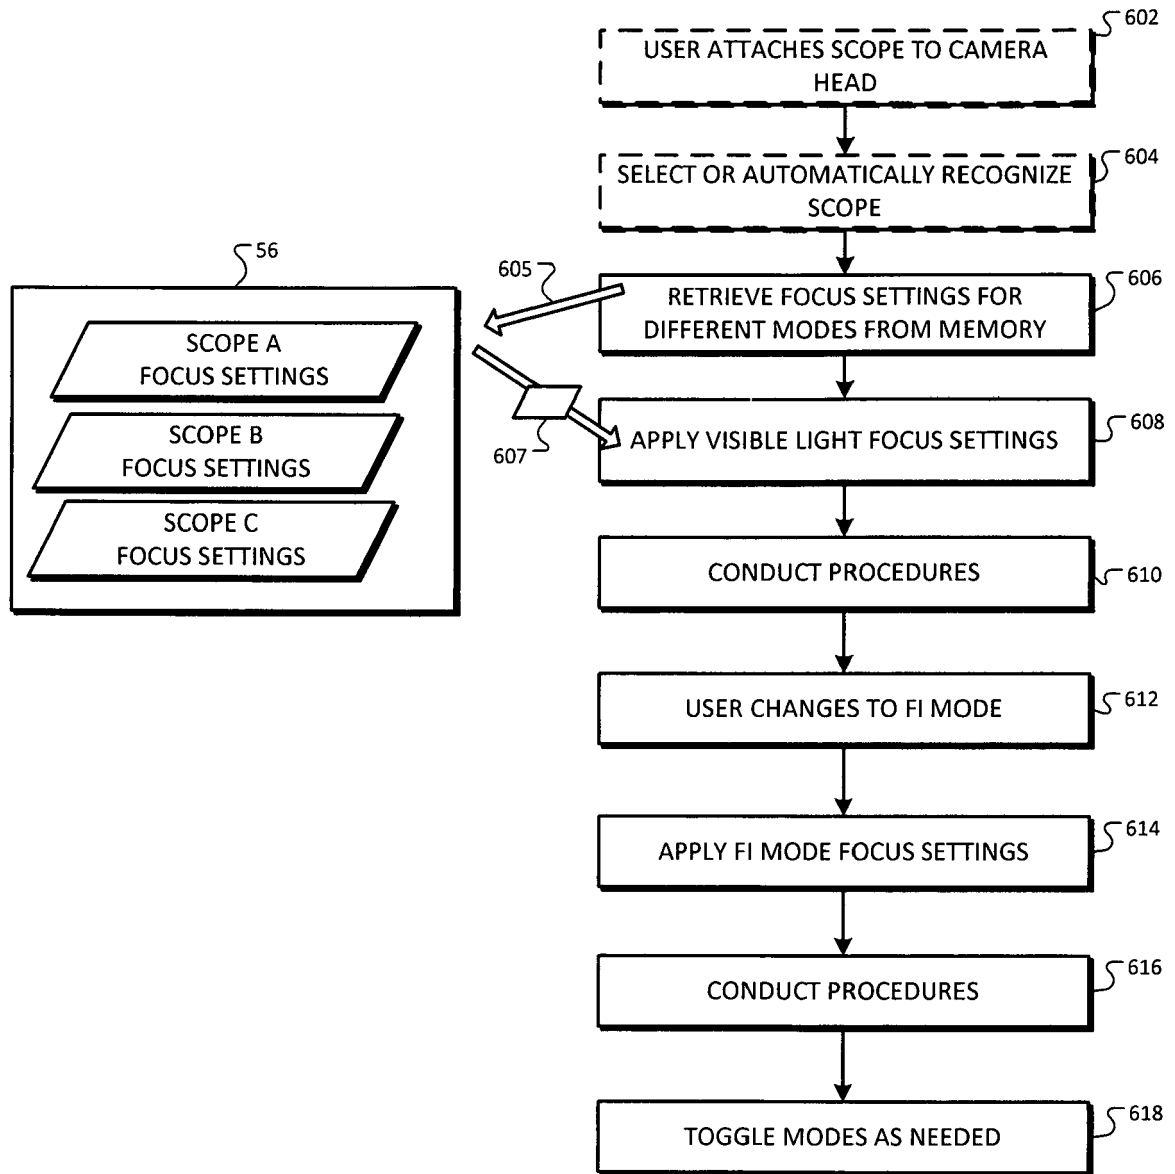 602
USER ATTACHES SCOPE TO CAMERA
HEAD
604
SELECT OR AUTOMATICALLY RECOGNIZE
SCOPE
56
605
606
RETRIEVE FOCUS SETTINGS FOR
DIFFERENT MODES FROM MEMORY
SCOPE A
FOCUS SETTINGS
SCOPE B
FOCUS SETTINGS
SCOPE C
FOCUS SETTINGS
607
608
APPLY VISIBLE LIGHT FOCUS SETTINGS
CONDUCT PROCEDURES
610
USER CHANGES TO FI MODE
612
APPLY FI MODE FOCUS SETTINGS
614
CONDUCT PROCEDURES
616
TOGGLE MODES AS NEEDED
618